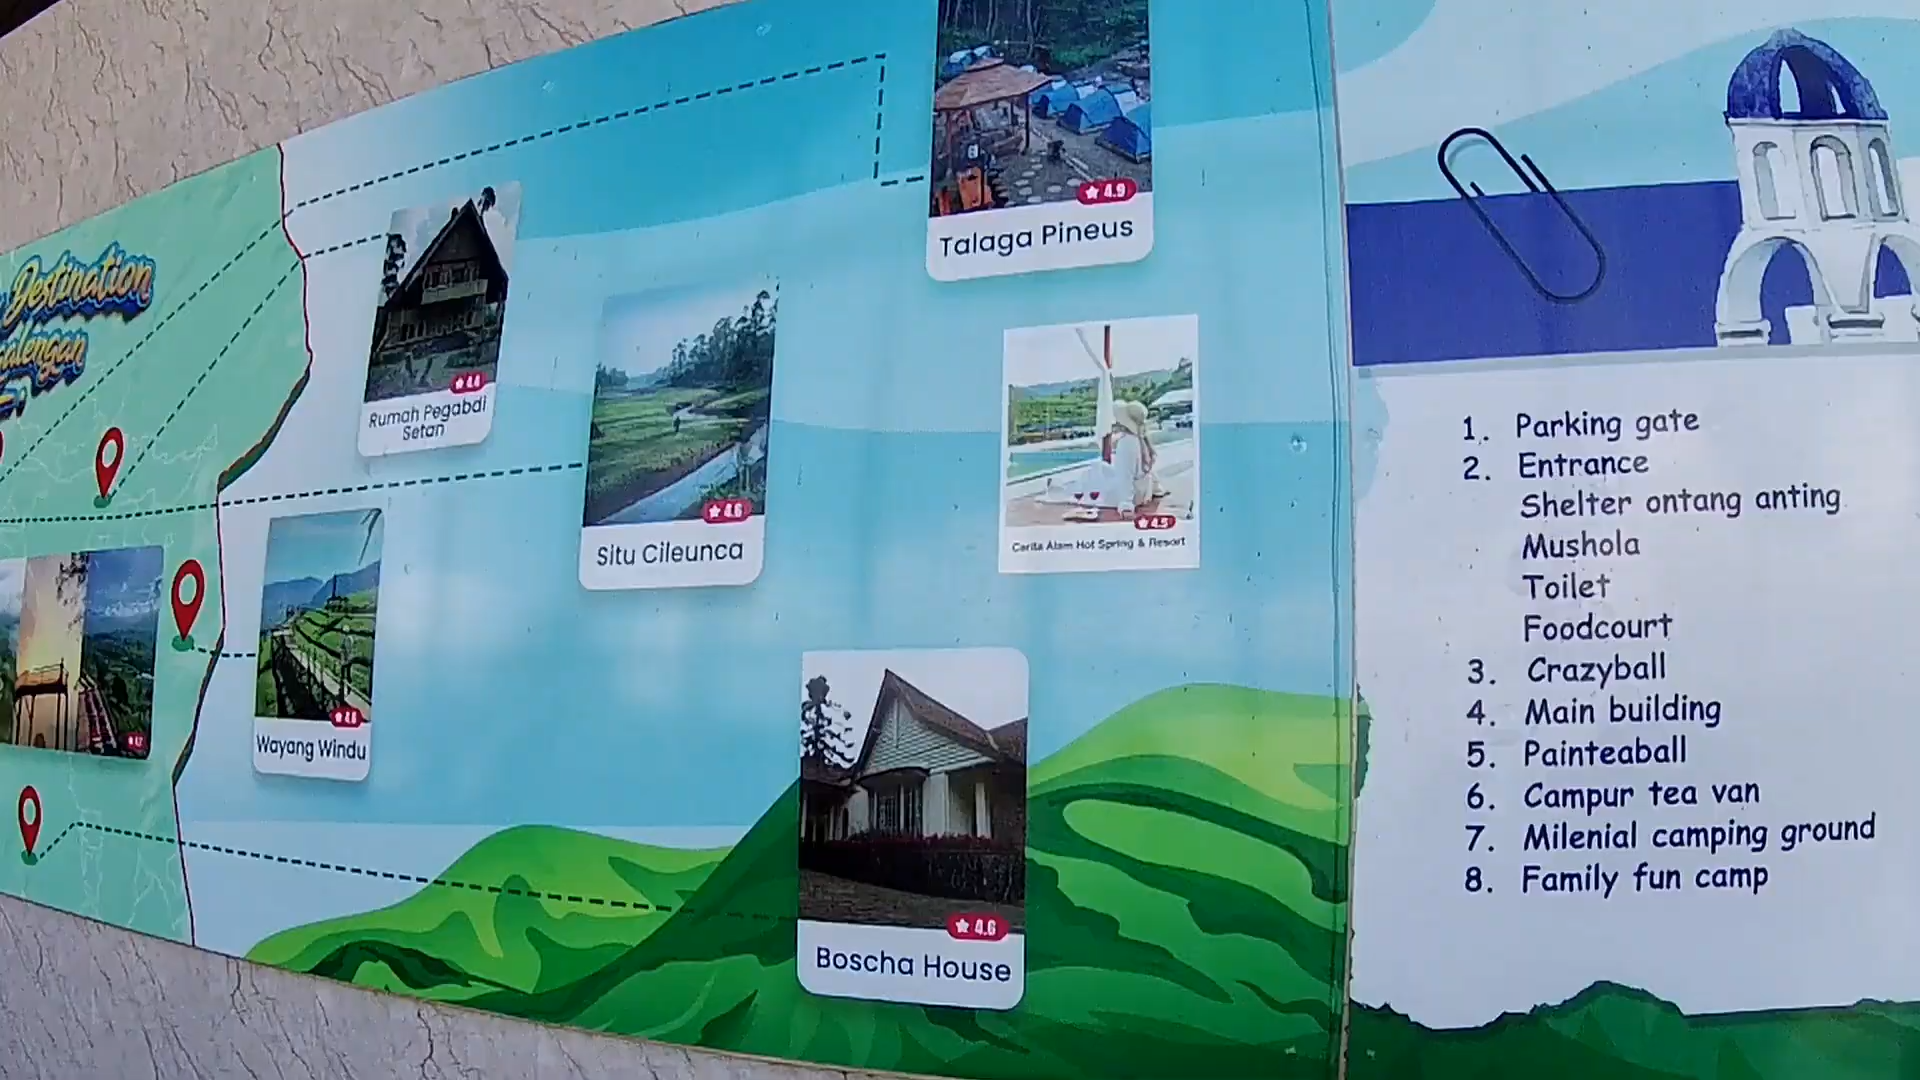 Destination
4.9
Talaga Pineus
4.4
Rumah Pegabdi
Setan
4.6
Situ Cileunca
4.5
Carita Alam Hot Spring & Resort
Wayang Windu
4.6
Boscha House
1. Parking gate
2. Entrance
Shelter ontang anting
Mushola
Toilet
Foodcourt
3. Crazyball
4. Main building
5. Painteaball
6. Campur tea van
7. Milenial camping ground
8. Family fun camp